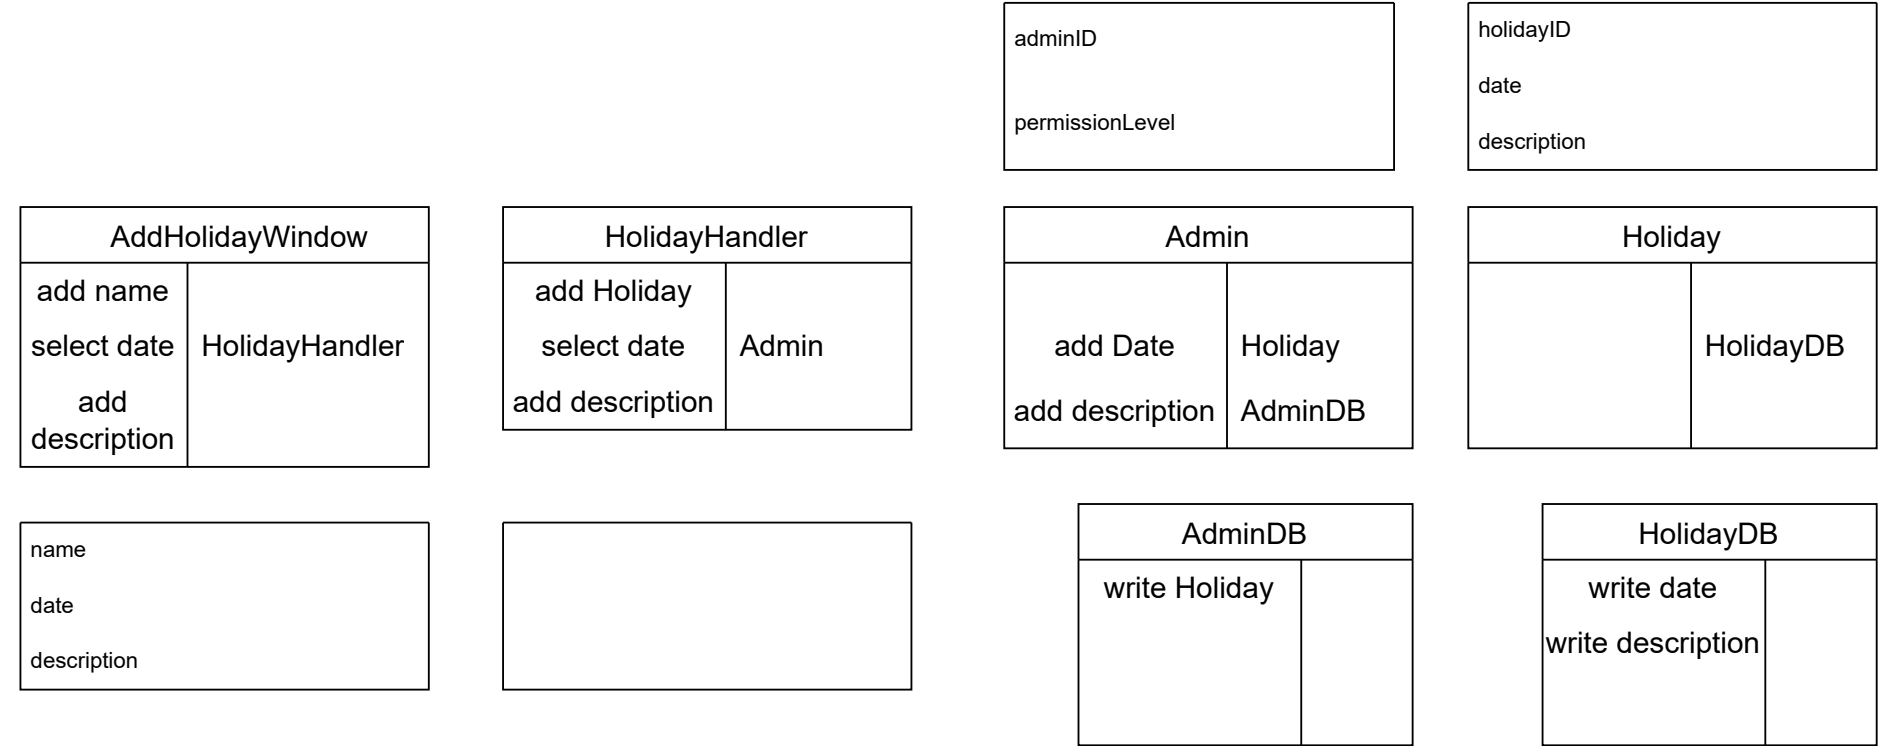 adminID
permissionLevel
holidayID
date
description
AddHolidayWindow
add name
select date
add
description
HolidayHandler
HolidayHandler
add Holiday
select date
add description
Admin
Admin
add Date
add description
Holiday
AdminDB
Holiday
HolidayDB
name
date
description
AdminDB
write Holiday
HolidayDB
write date
write description